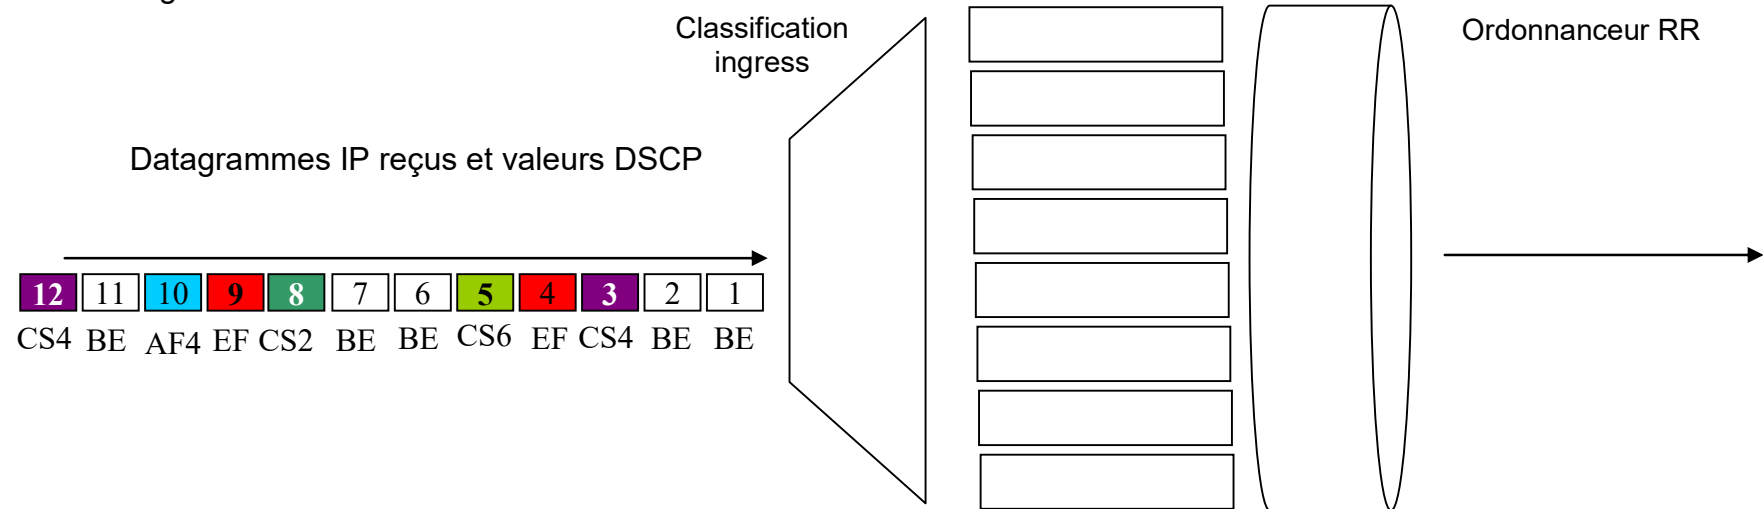 Classification
ingress
Ordonnanceur RR
Datagrammes IP reçus et valeurs DSCP
12 11 10 9 8 7 6 5 4 3 2 1
CS4 BE AF4 EF CS2 BE BE CS6 EF CS4 BE BE